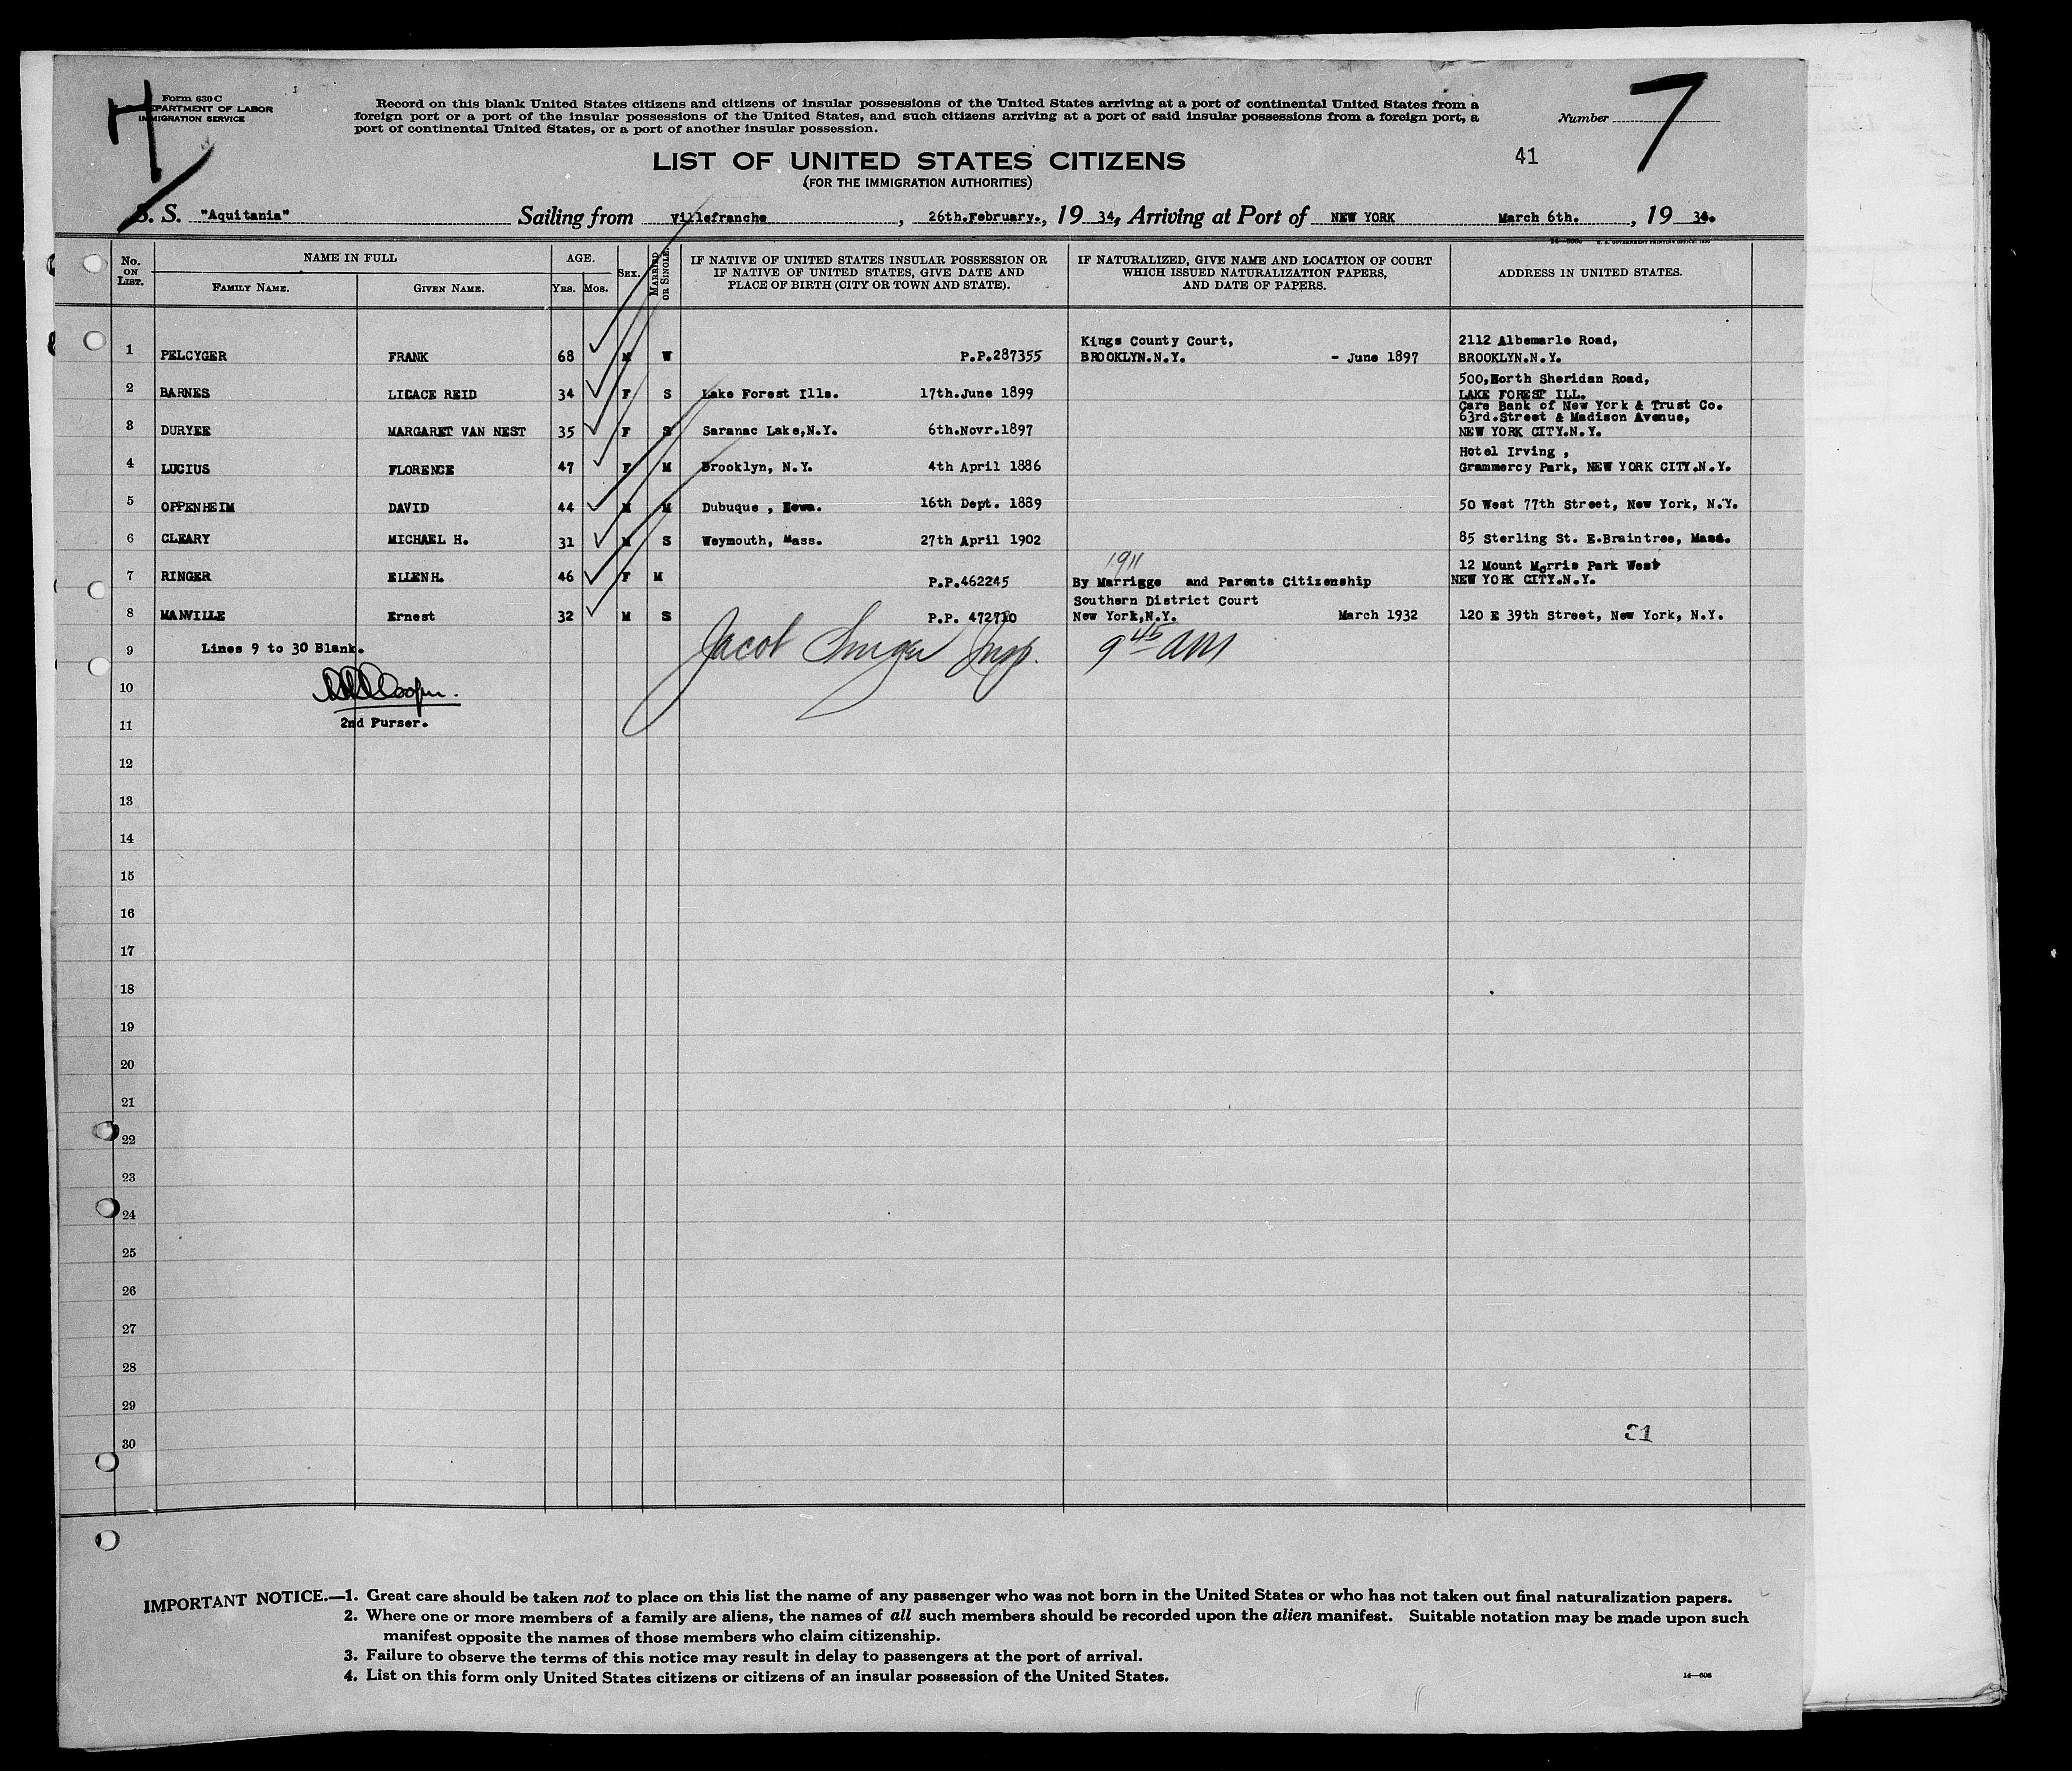 Form 630 C
DEPARTMENT OF LABOR
IMMIGRATION SERVICE
H
Record on this blank United States citizens and citizens of insular possessions of the United States arriving at a port of continental United States from a
foreign port or a port of the insular possessions of the United States, and such citizens arriving at a port of said insular possessions from a foreign port, a
port of continental United States, or a port of another insular possession.
Number 7
41
LIST OF UNITED STATES CITIZENS
(FOR THE IMMIGRATION AUTHORITIES)
S. S. "Aquitania" Sailing from Villefranche, 26th.February., 19 34, Arriving at Port of NEW YORK March 6th., 19 34.
No. ON LIST.
NAME IN FULL
FAMILY NAME. GIVEN NAME.
AGE.
YRS. MOS.
SEX.
MARRIED OR SINGLE.
IF NATIVE OF UNITED STATES INSULAR POSSESSION OR
IF NATIVE OF UNITED STATES, GIVE DATE AND
PLACE OF BIRTH (CITY OR TOWN AND STATE).
IF NATURALIZED, GIVE NAME AND LOCATION OF COURT
WHICH ISSUED NATURALIZATION PAPERS,
AND DATE OF PAPERS.
ADDRESS IN UNITED STATES.
Kings County Court, 2112 Albemarle Road,
1 PELCYGER FRANK 68 M W P.P.287355 BROOKLYN.N.Y. - June 1897 BROOKLYN.N.Y.
500,North Sheridan Road,
2 BARNES LIDACE REID 34 F S Lake Forest Ills. 17th.June 1899 LAKE FOREST ILL.
Care Bank of New York & Trust Co.
63rd.Street & Madison Avenue,
3 DURYEE MARGARET VAN NEST 35 F S Saranac Lake,N.Y. 6th.Novr.1897 NEW YORK CITY.N.Y.
Hotel Irving ,
4 LUCIUS FLORENCE 47 F M Brooklyn, N.Y. 4th April 1886 Grammercy Park, NEW YORK CITY.N.Y.
5 OPPENHEIM DAVID 44 M M Dubuque , Iowa. 16th Dept. 1889 50 West 77th Street, New York, N.Y.
6 CLEARY MICHAEL H. 31 M S Weymouth, Mass. 27th April 1902 85 Sterling St. E.Braintree, Mass.
1911 12 Mount Morris Park West
7 RINGER ELLEN H. 46 F M P.P.462245 By Marrigge and Parents Citizenship NEW YORK CITY.N.Y.
Southern District Court
8 MANVILLE Ernest 32 M S P.P. 472710 New York,N.Y. March 1932 120 E 39th Street, New York, N.Y.
9 Lines 9 to 30 Blank. Jacob Insp. 9 45 AM
10
11 2nd Purser.
12
13
14
15
16
17
18
19
20
21
22
23
24
25
26
27
28
29
30
IMPORTANT NOTICE.—1. Great care should be taken not to place on this list the name of any passenger who was not born in the United States or who has not taken out final naturalization papers.
2. Where one or more members of a family are aliens, the names of all such members should be recorded upon the alien manifest. Suitable notation may be made upon such
manifest opposite the names of those members who claim citizenship.
3. Failure to observe the terms of this notice may result in delay to passengers at the port of arrival.
4. List on this form only United States citizens or citizens of an insular possession of the United States.